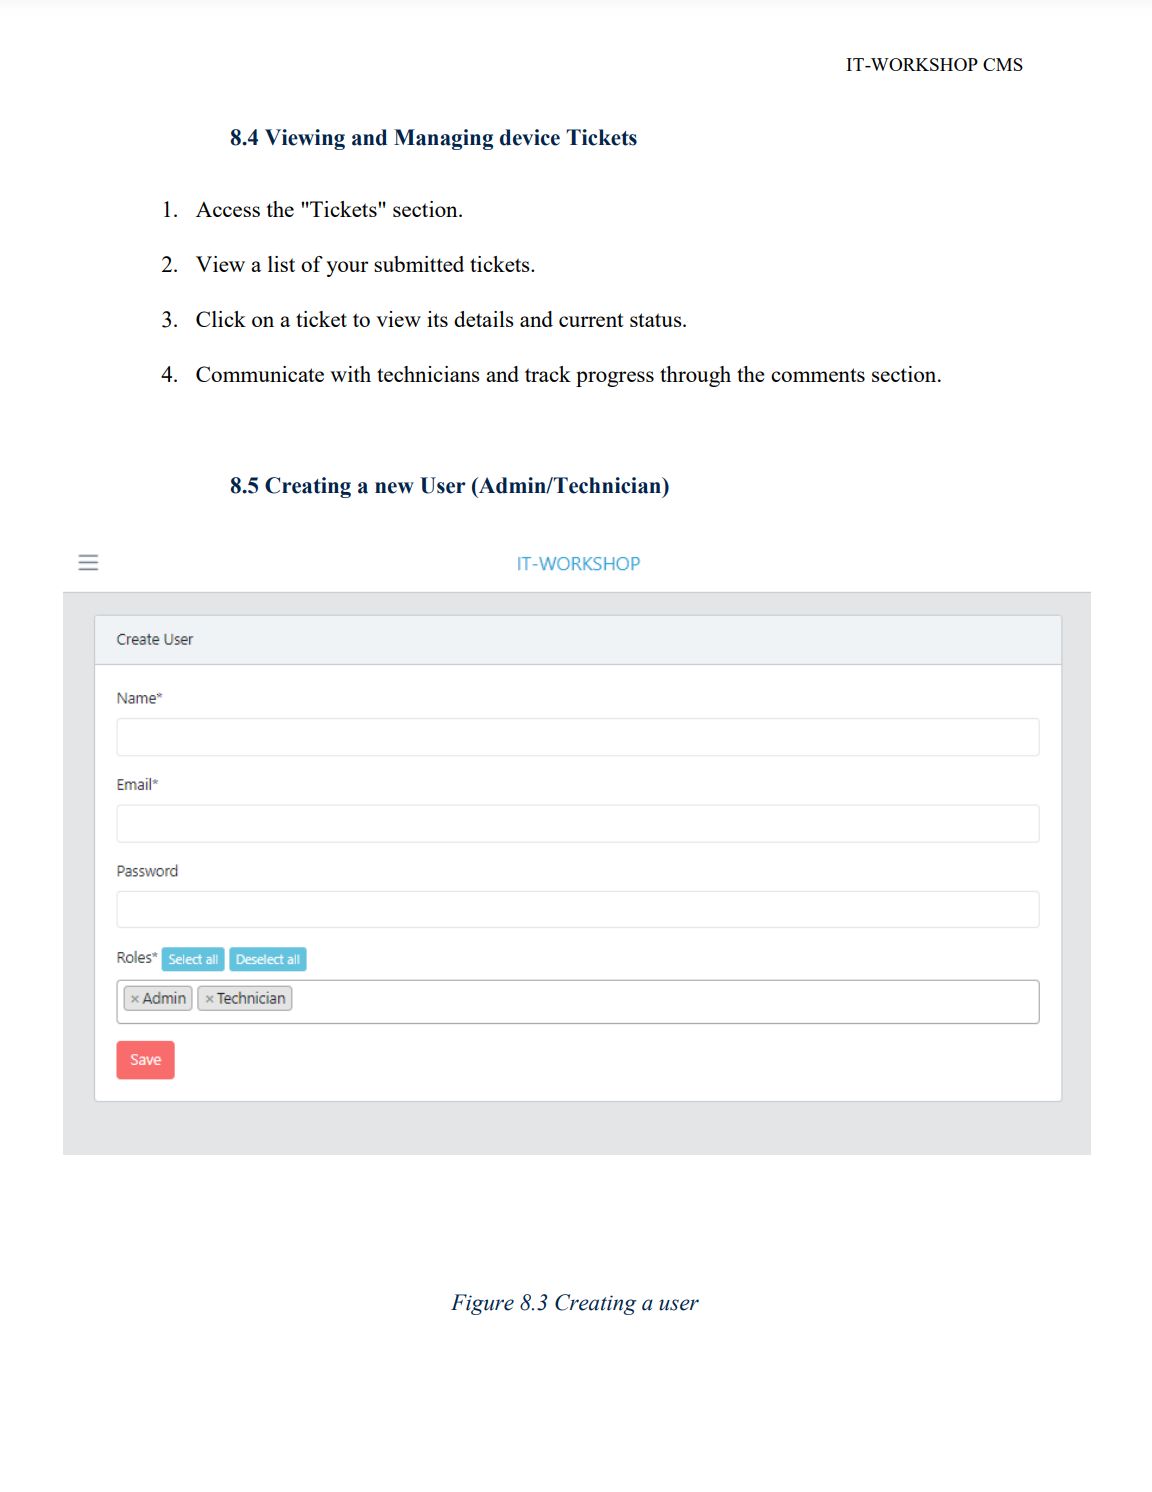 IT-WORKSHOP CMS
8.4 Viewing and Managing device Tickets
1. Access the "Tickets" section.
2. View a list of your submitted tickets.
3. Click on a ticket to view its details and current status.
4. Communicate with technicians and track progress through the comments section.
8.5 Creating a new User (Admin/Technician)
IT-WORKSHOP
Create User
Name*
Email*
Password
Roles* Select all Deselect all
× Admin × Technician
Save
Figure 8.3 Creating a user